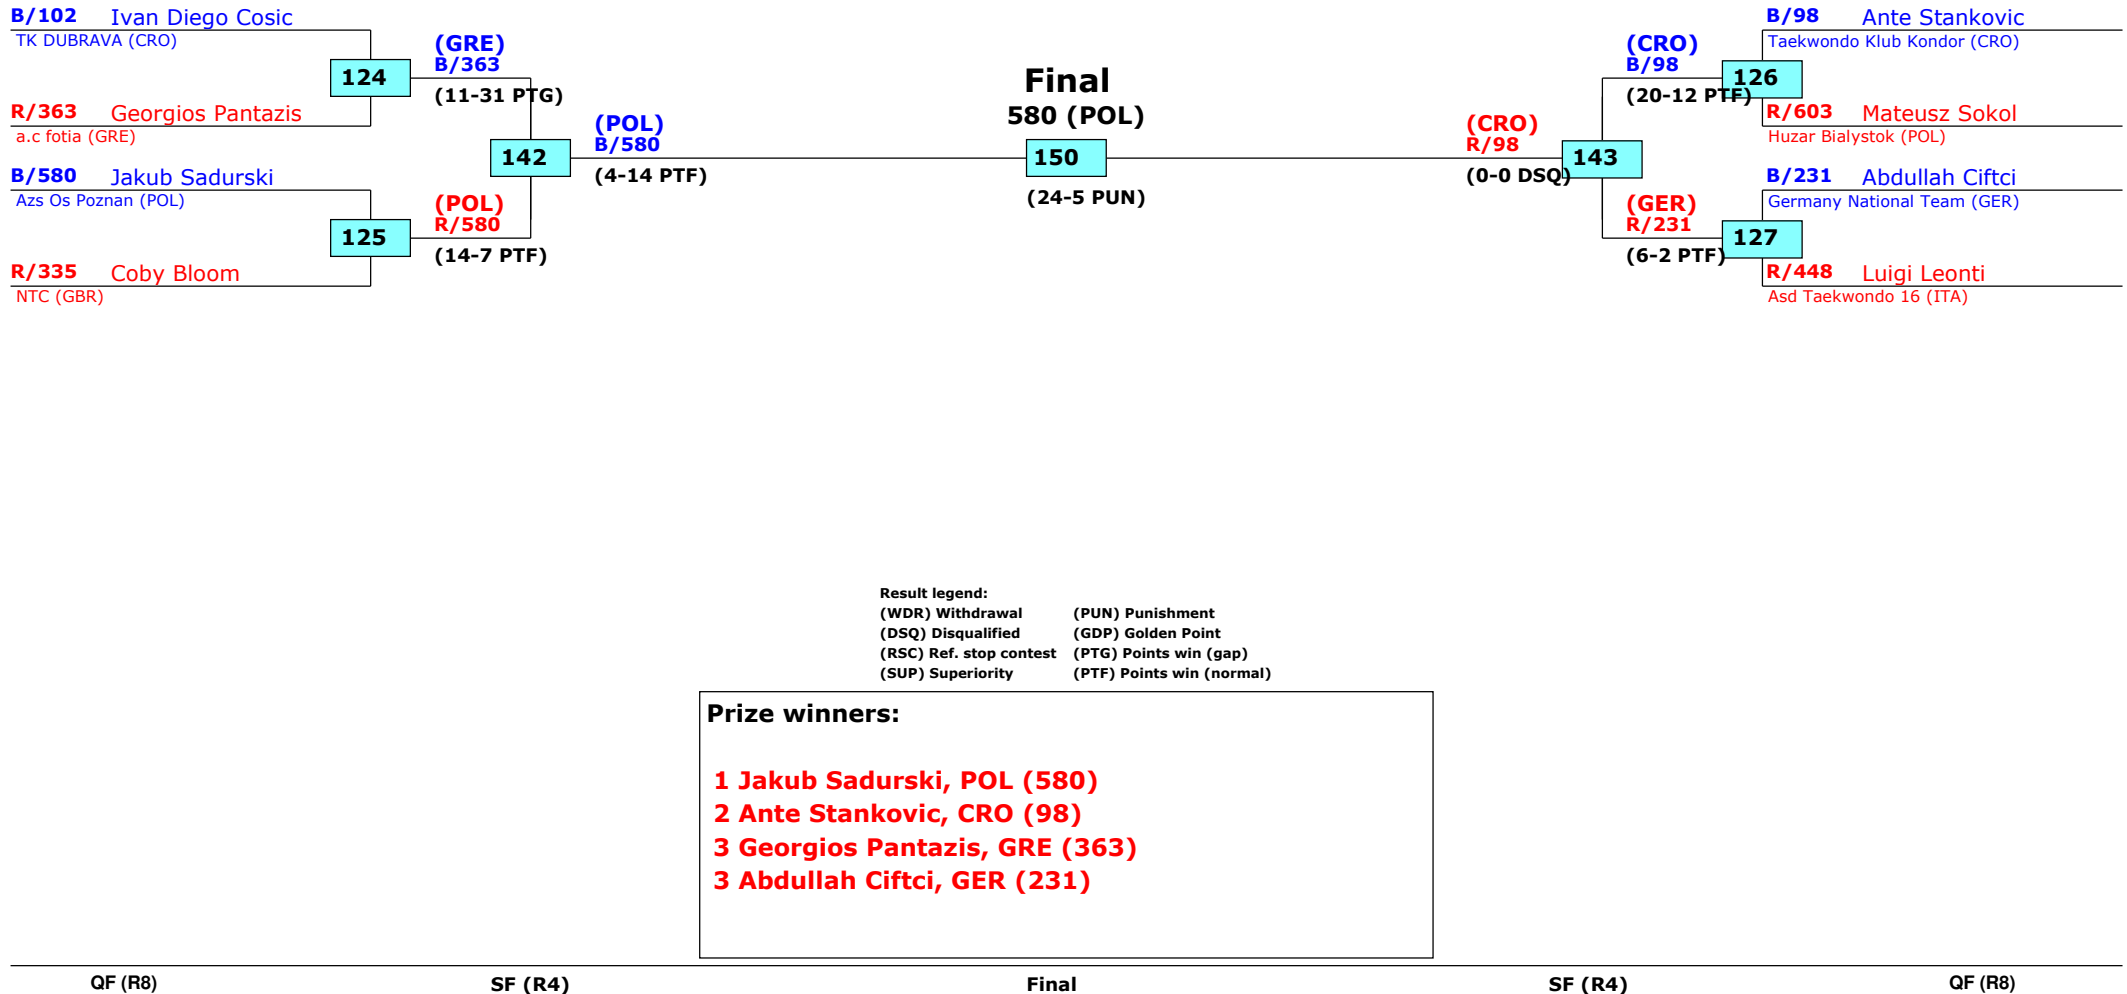 B/102 Ivan Diego Cosic
TK DUBRAVA (CRO)
124
R/363 Georgios Pantazis
a.c fotia (GRE)
B/580 Jakub Sadurski
Azs Os Poznan (POL)
125
R/335 Coby Bloom
NTC (GBR)
(GRE)
B/363
(11-31 PTG)
142
(POL)
R/580
(14-7 PTF)
(POL)
B/580
(4-14 PTF)
Final
580 (POL)
150
(24-5 PUN)
(CRO)
R/98
(0-0 DSQ)
143
(CRO)
B/98
(20-12 PTF)
(GER)
R/231
(6-2 PTF)
B/98 Ante Stankovic
Taekwondo Klub Kondor (CRO)
126
R/603 Mateusz Sokol
Huzar Bialystok (POL)
B/231 Abdullah Ciftci
Germany National Team (GER)
127
R/448 Luigi Leonti
Asd Taekwondo 16 (ITA)
Result legend:
(WDR) Withdrawal (PUN) Punishment
(DSQ) Disqualified (GDP) Golden Point
(RSC) Ref. stop contest (PTG) Points win (gap)
(SUP) Superiority (PTF) Points win (normal)
Prize winners:
1 Jakub Sadurski, POL (580)
2 Ante Stankovic, CRO (98)
3 Georgios Pantazis, GRE (363)
3 Abdullah Ciftci, GER (231)
QF (R8) SF (R4) Final SF (R4) QF (R8)